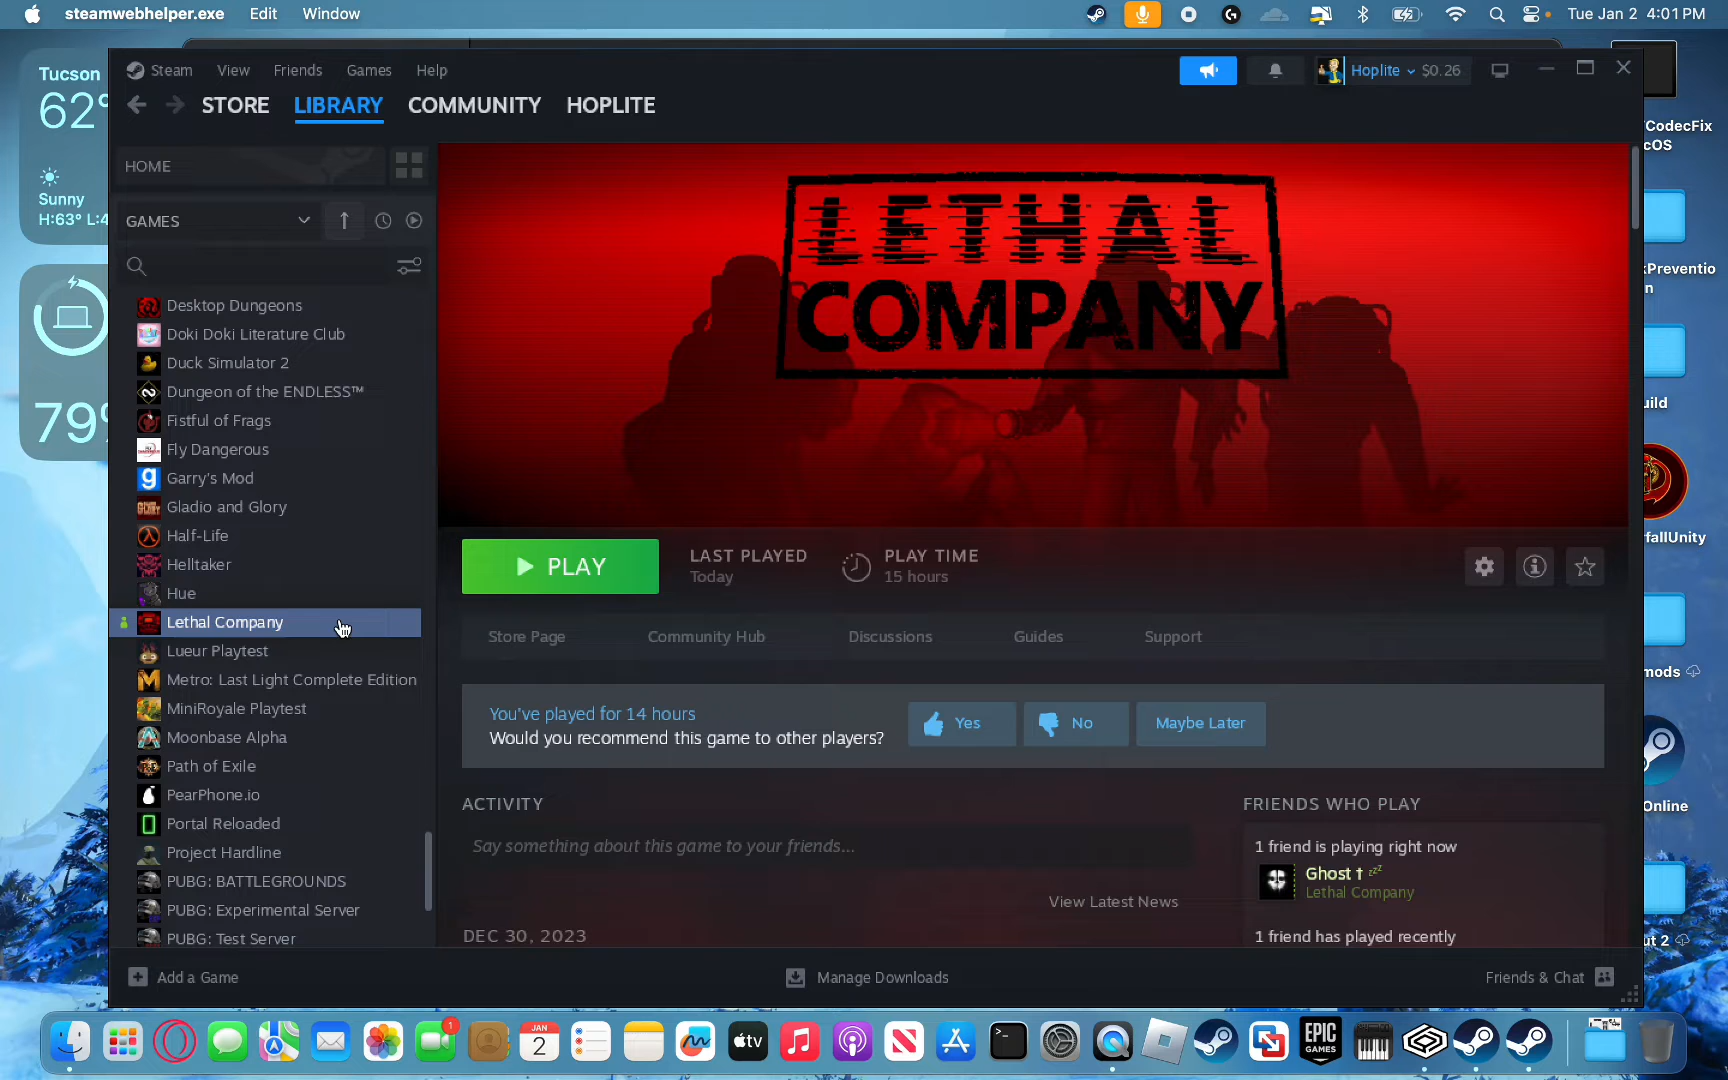 steamwebhelper.exe Edit Window
Tue Jan 2 4:01 PM
Tucson
62°
Sunny
H:63° L:4
79°
Steam View Friends Games Help
Hoplite $0.26
STORE LIBRARY COMMUNITY HOPLITE
HOME
GAMES
Desktop Dungeons
Doki Doki Literature Club
Duck Simulator 2
Dungeon of the ENDLESS™
Fistful of Frags
Fly Dangerous
Garry's Mod
Gladio and Glory
Half-Life
Helltaker
Hue
Lethal Company
Lueur Playtest
Metro: Last Light Complete Edition
MiniRoyale Playtest
Moonbase Alpha
Path of Exile
PearPhone.io
Portal Reloaded
Project Hardline
PUBG: BATTLEGROUNDS
PUBG: Experimental Server
PUBG: Test Server
LETHAL
COMPANY
PLAY
LAST PLAYED
Today
PLAY TIME
15 hours
Store Page Community Hub Discussions Guides Support
You've played for 14 hours
Would you recommend this game to other players?
Yes No Maybe Later
ACTIVITY
Say something about this game to your friends...
View Latest News
DEC 30, 2023
FRIENDS WHO PLAY
1 friend is playing right now
Ghost † zzz
Lethal Company
1 friend has played recently
Add a Game
Manage Downloads
Friends & Chat
CodecFix
cOS
xPreventio
n
uild
fallUnity
mods
Online
ut 2
1
JAN
2
tv
EPIC
GAMES